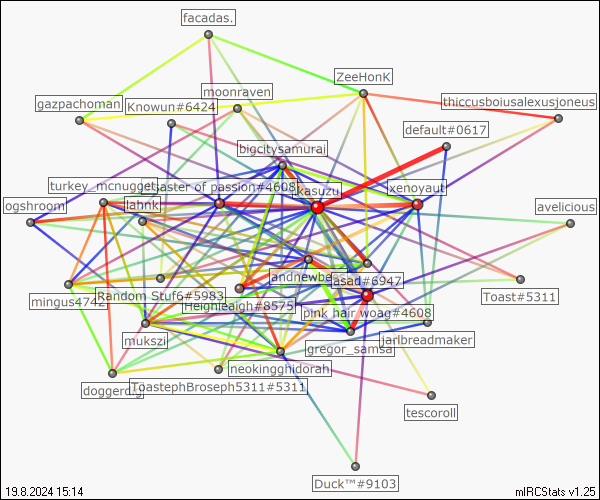 facadas.
ZeeHonK
moonraven
gazpachoman
Knowun#6424
thiccusboiusalexusjoneus
default#0617
bigcitysamurai
turkey_mcnugget
aster of passion#4608
kasuzu
xenoyaut
ogshroom
lahnk
avelicious
andnewbe
asad#6947
mingus4742
Random Stuf6#5983
Heighleaigh#8575
Toast#5311
pink hair woag#4608
mukszi
gregor_samsa
jarlbreadmaker
neokingghidorah
doggerd
ToastephBroseph5311#5311
tescoroll
Duck™#9103
19.8.2024 15:14
mIRCStats v1.25